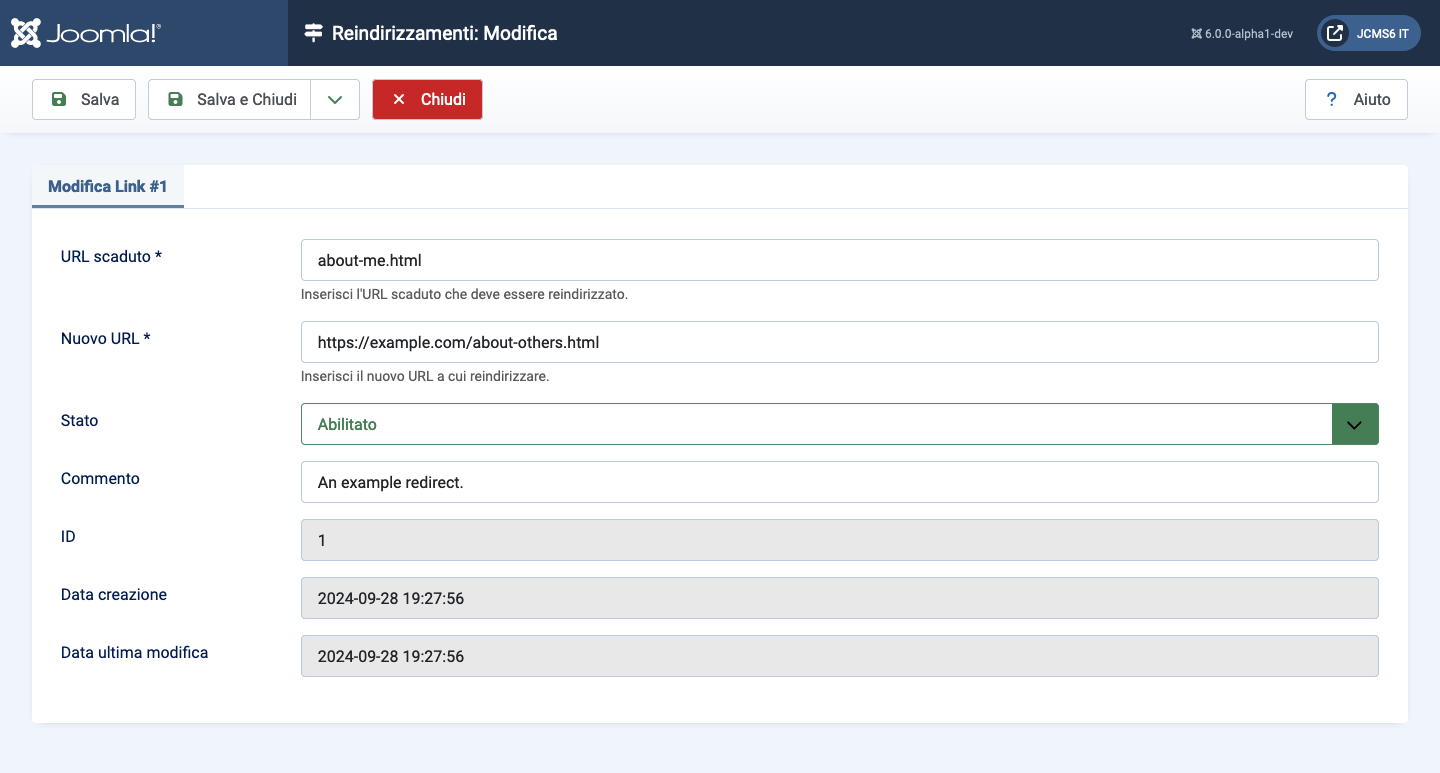 Joomla!®
Reindirizzamenti: Modifica
6.0.0-alpha1-dev
JCMS6 IT
Salva
Salva e Chiudi
Chiudi
? Aiuto
Modifica Link #1
URL scaduto *
about-me.html
Inserisci l'URL scaduto che deve essere reindirizzato.
Nuovo URL *
https://example.com/about-others.html
Inserisci il nuovo URL a cui reindirizzare.
Stato
Abilitato
Commento
An example redirect.
ID
1
Data creazione
2024-09-28 19:27:56
Data ultima modifica
2024-09-28 19:27:56